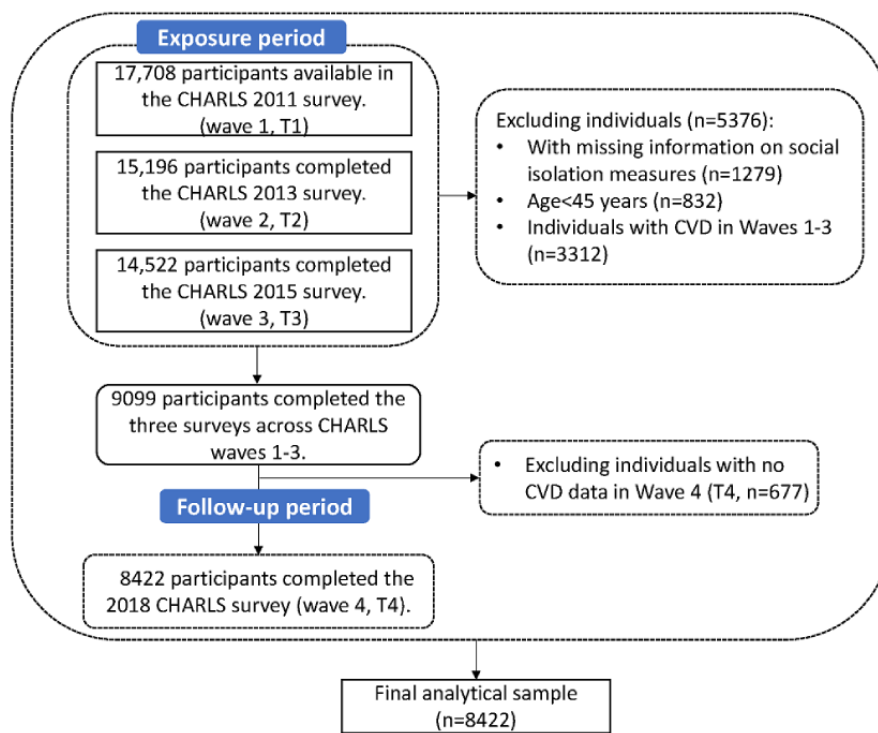 Exposure period
17,708 participants available in
the CHARLS 2011 survey.
(wave 1, T1)
15,196 participants completed
the CHARLS 2013 survey.
(wave 2, T2)
14,522 participants completed
the CHARLS 2015 survey.
(wave 3, T3)
Excluding individuals (n=5376):
• With missing information on social
isolation measures (n=1279)
• Age<45 years (n=832)
• Individuals with CVD in Waves 1-3
(n=3312)
9099 participants completed the
three surveys across CHARLS
waves 1-3.
• Excluding individuals with no
CVD data in Wave 4 (T4, n=677)
Follow-up period
8422 participants completed the
2018 CHARLS survey (wave 4, T4).
Final analytical sample
(n=8422)